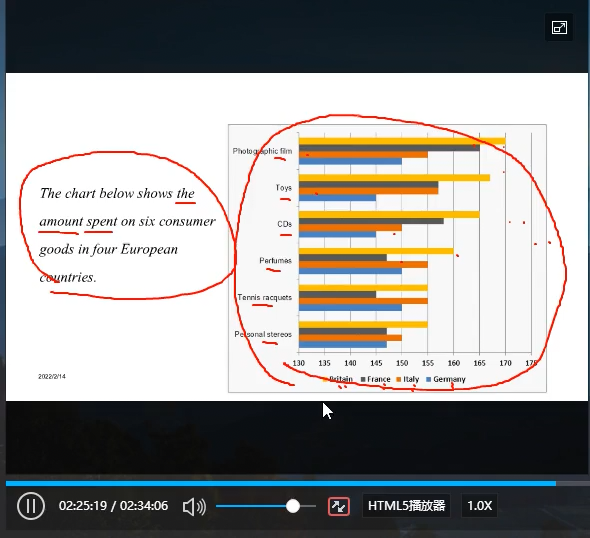 The chart below shows the
amount spent on six consumer
goods in four European
countries.
2022/2/14
Photographic film
Toys
CDs
Perfumes
Tennis racquets
Personal stereos
130 135 140 145 150 155 160 165 170 175
Britain France Italy Germany
02:25:19 / 02:34:06 HTML5播放器 1.0X